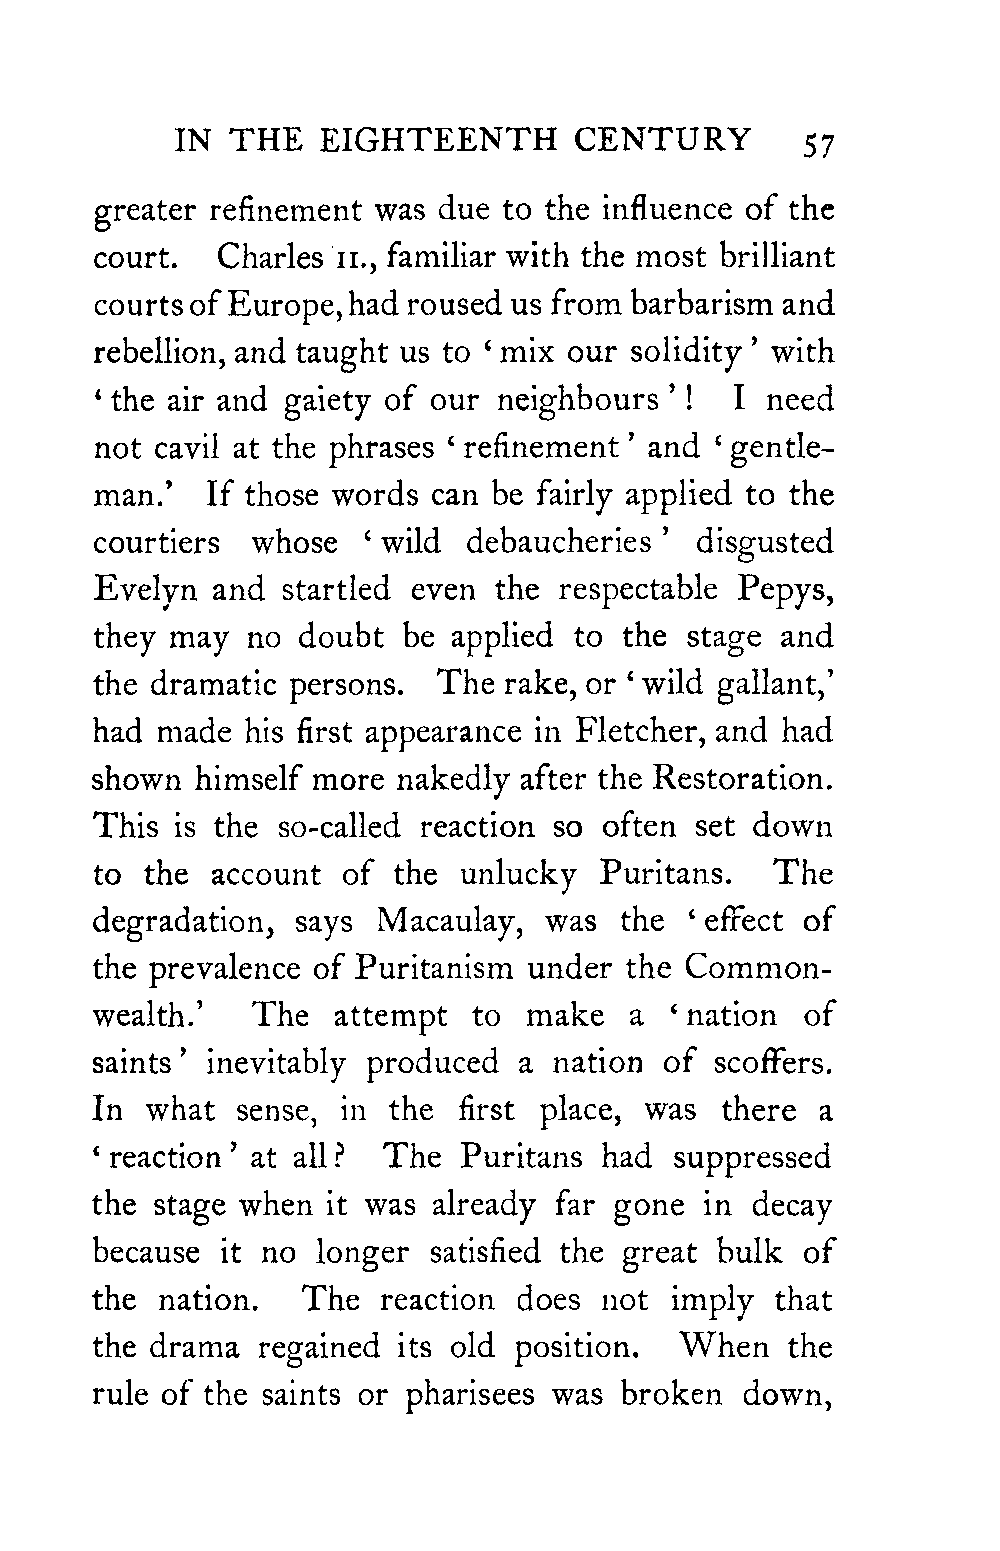 IN THE EIGHTEENTH CENTURY 57
greater refinement was due to the influence of the
court. Charles II., familiar with the most brilliant
courts of Europe, had roused us from barbarism and
rebellion, and taught us to ‘ mix our solidity ’ with
‘ the air and gaiety of our neighbours ’ ! I need
not cavil at the phrases ‘ refinement ’ and ‘ gentle-
man.’ If those words can be fairly applied to the
courtiers whose ‘ wild debaucheries ’ disgusted
Evelyn and startled even the respectable Pepys,
they may no doubt be applied to the stage and
the dramatic persons. The rake, or ‘ wild gallant,’
had made his first appearance in Fletcher, and had
shown himself more nakedly after the Restoration.
This is the so-called reaction so often set down
to the account of the unlucky Puritans. The
degradation, says Macaulay, was the ‘ effect of
the prevalence of Puritanism under the Common-
wealth.’ The attempt to make a ‘ nation of
saints ’ inevitably produced a nation of scoffers.
In what sense, in the first place, was there a
‘ reaction ’ at all ? The Puritans had suppressed
the stage when it was already far gone in decay
because it no longer satisfied the great bulk of
the nation. The reaction does not imply that
the drama regained its old position. When the
rule of the saints or pharisees was broken down,